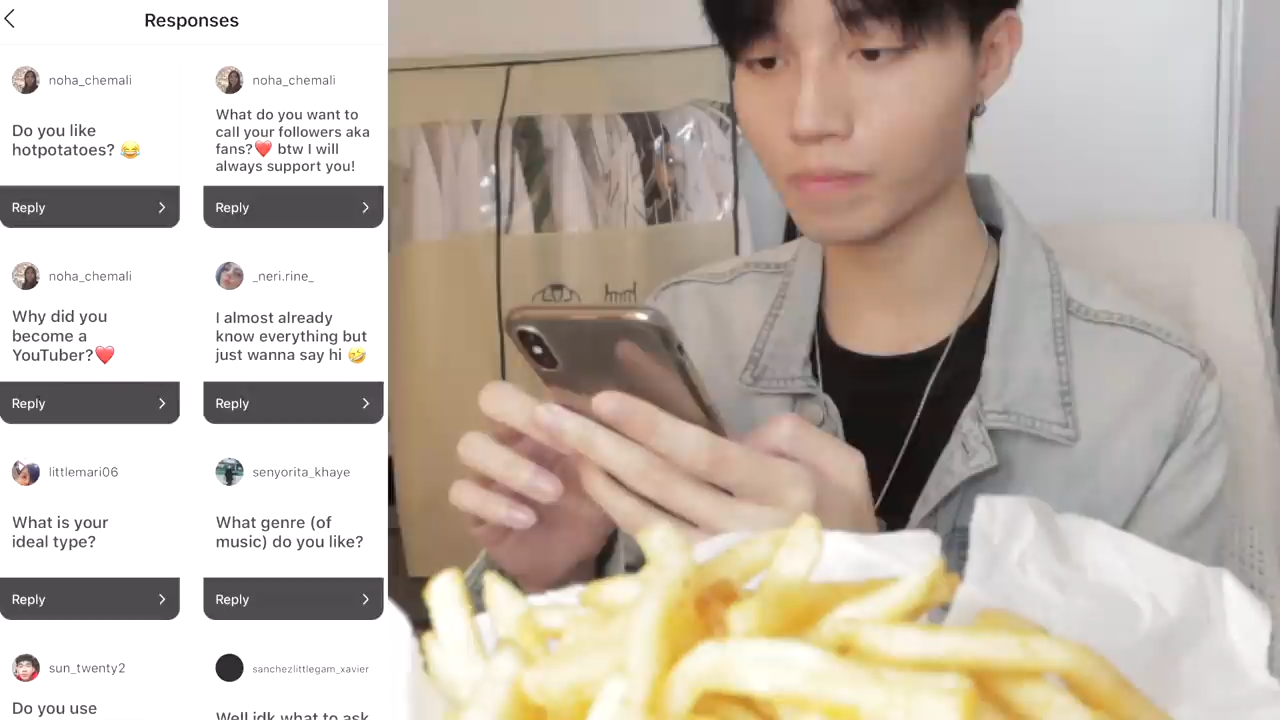 Responses
noha_chemali
Do you like
hotpotatoes? 😂
Reply
noha_chemali
What do you want to
call your followers aka
fans?❤️ btw I will
always support you!
Reply
noha_chemali
Why did you
become a
YouTuber?❤️
Reply
_neri.rine_
I almost already
know everything but
just wanna say hi 🤣
Reply
littlemari06
What is your
ideal type?
Reply
senyorita_khaye
What genre (of
music) do you like?
Reply
sun_twenty2
Do you use
sanchezlittlegam_xavier
Well idk what to ask